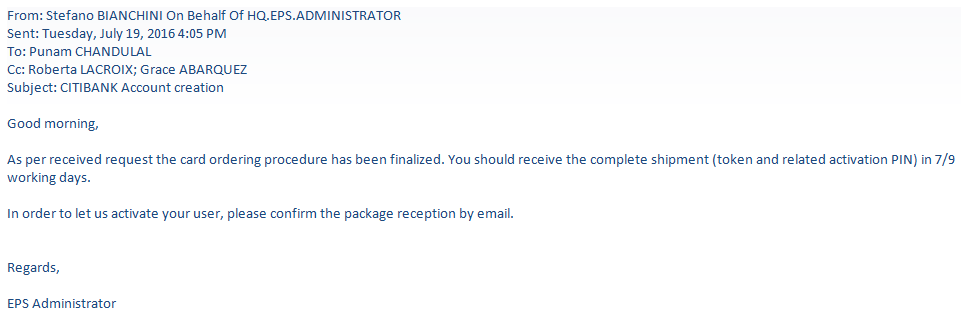 From: Stefano BIANCHINI On Behalf Of HQ.EPS.ADMINISTRATOR
Sent: Tuesday, July 19, 2016 4:05 PM
To: Punam CHANDULAL
Cc: Roberta LACROIX; Grace ABARQUEZ
Subject: CITIBANK Account creation
Good morning,
As per received request the card ordering procedure has been finalized. You should receive the complete shipment (token and related activation PIN) in 7/9
working days.
In order to let us activate your user, please confirm the package reception by email.
Regards,
EPS Administrator